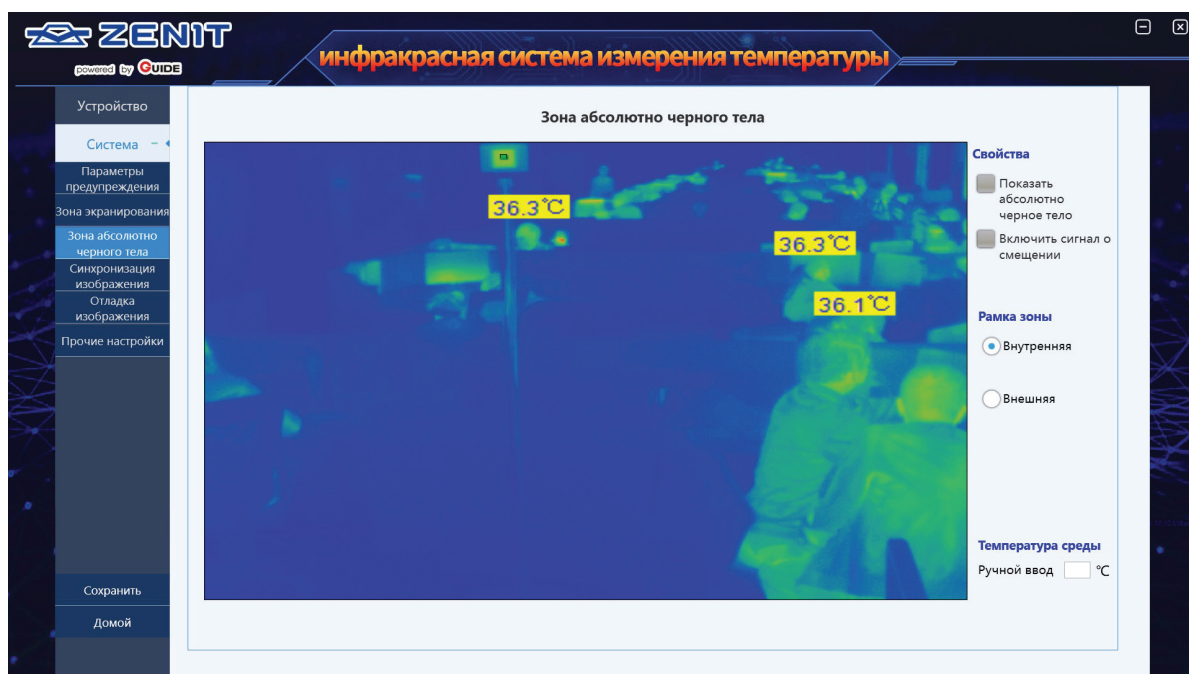 ZENIT
powered by GUIDE
инфракрасная система измерения температуры
Устройство
Система –
Параметры
предупреждения
Зона экранирования
Зона абсолютно
черного тела
Синхронизация
изображения
Отладка
изображения
Прочие настройки
Сохранить
Домой
Зона абсолютно черного тела
36.3℃
36.3℃
36.1℃
Свойства
Показать
абсолютно
черное тело
Включить сигнал о
смещении
Рамка зоны
Внутренняя
Внешняя
Температура среды
Ручной ввод ℃